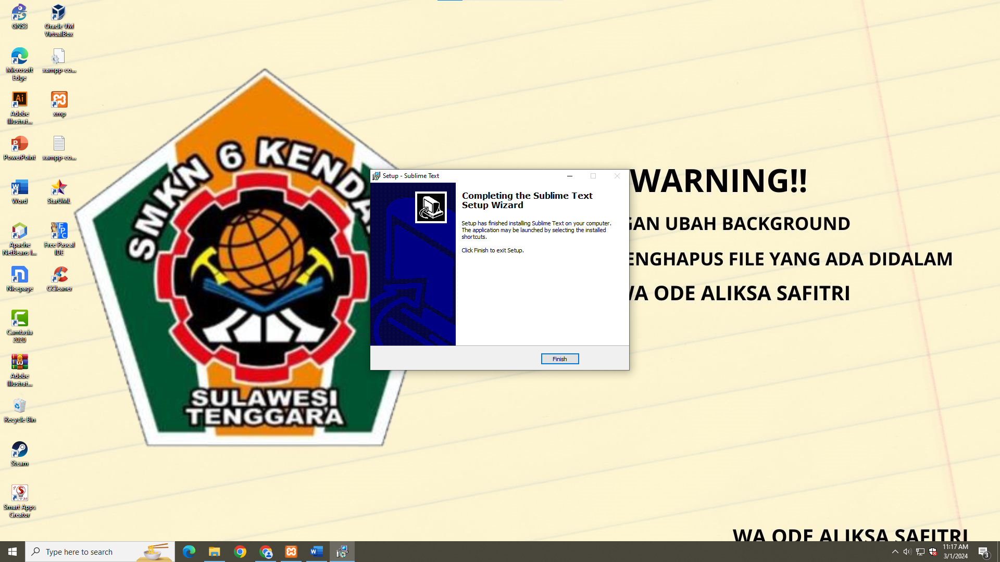 GNS3
Oracle VM
VirtualBox
Microsoft
Edge
xampp-co...
Adobe
Illustrat...
xmp
PowerPoint
xampp-co...
Word
StarUML
Apache
NetBeans I...
Free Pascal
IDE
Nicepage
CCleaner
Camtasia
2020
Adobe
Illustrat...
Recycle Bin
Steam
Smart Apps
Creator
SMKN 6 KENDA
SULAWESI
TENGGARA
Setup - Sublime Text
Completing the Sublime Text
Setup Wizard
Setup has finished installing Sublime Text on your computer.
The application may be launched by selecting the installed
shortcuts.
Click Finish to exit Setup.
Finish
WARNING!!
GAN UBAH BACKGROUND
ENGHAPUS FILE YANG ADA DIDALAM
WA ODE ALIKSA SAFITRI
WA ODE ALIKSA SAFITRI
Type here to search
11:17 AM
3/1/2024
3